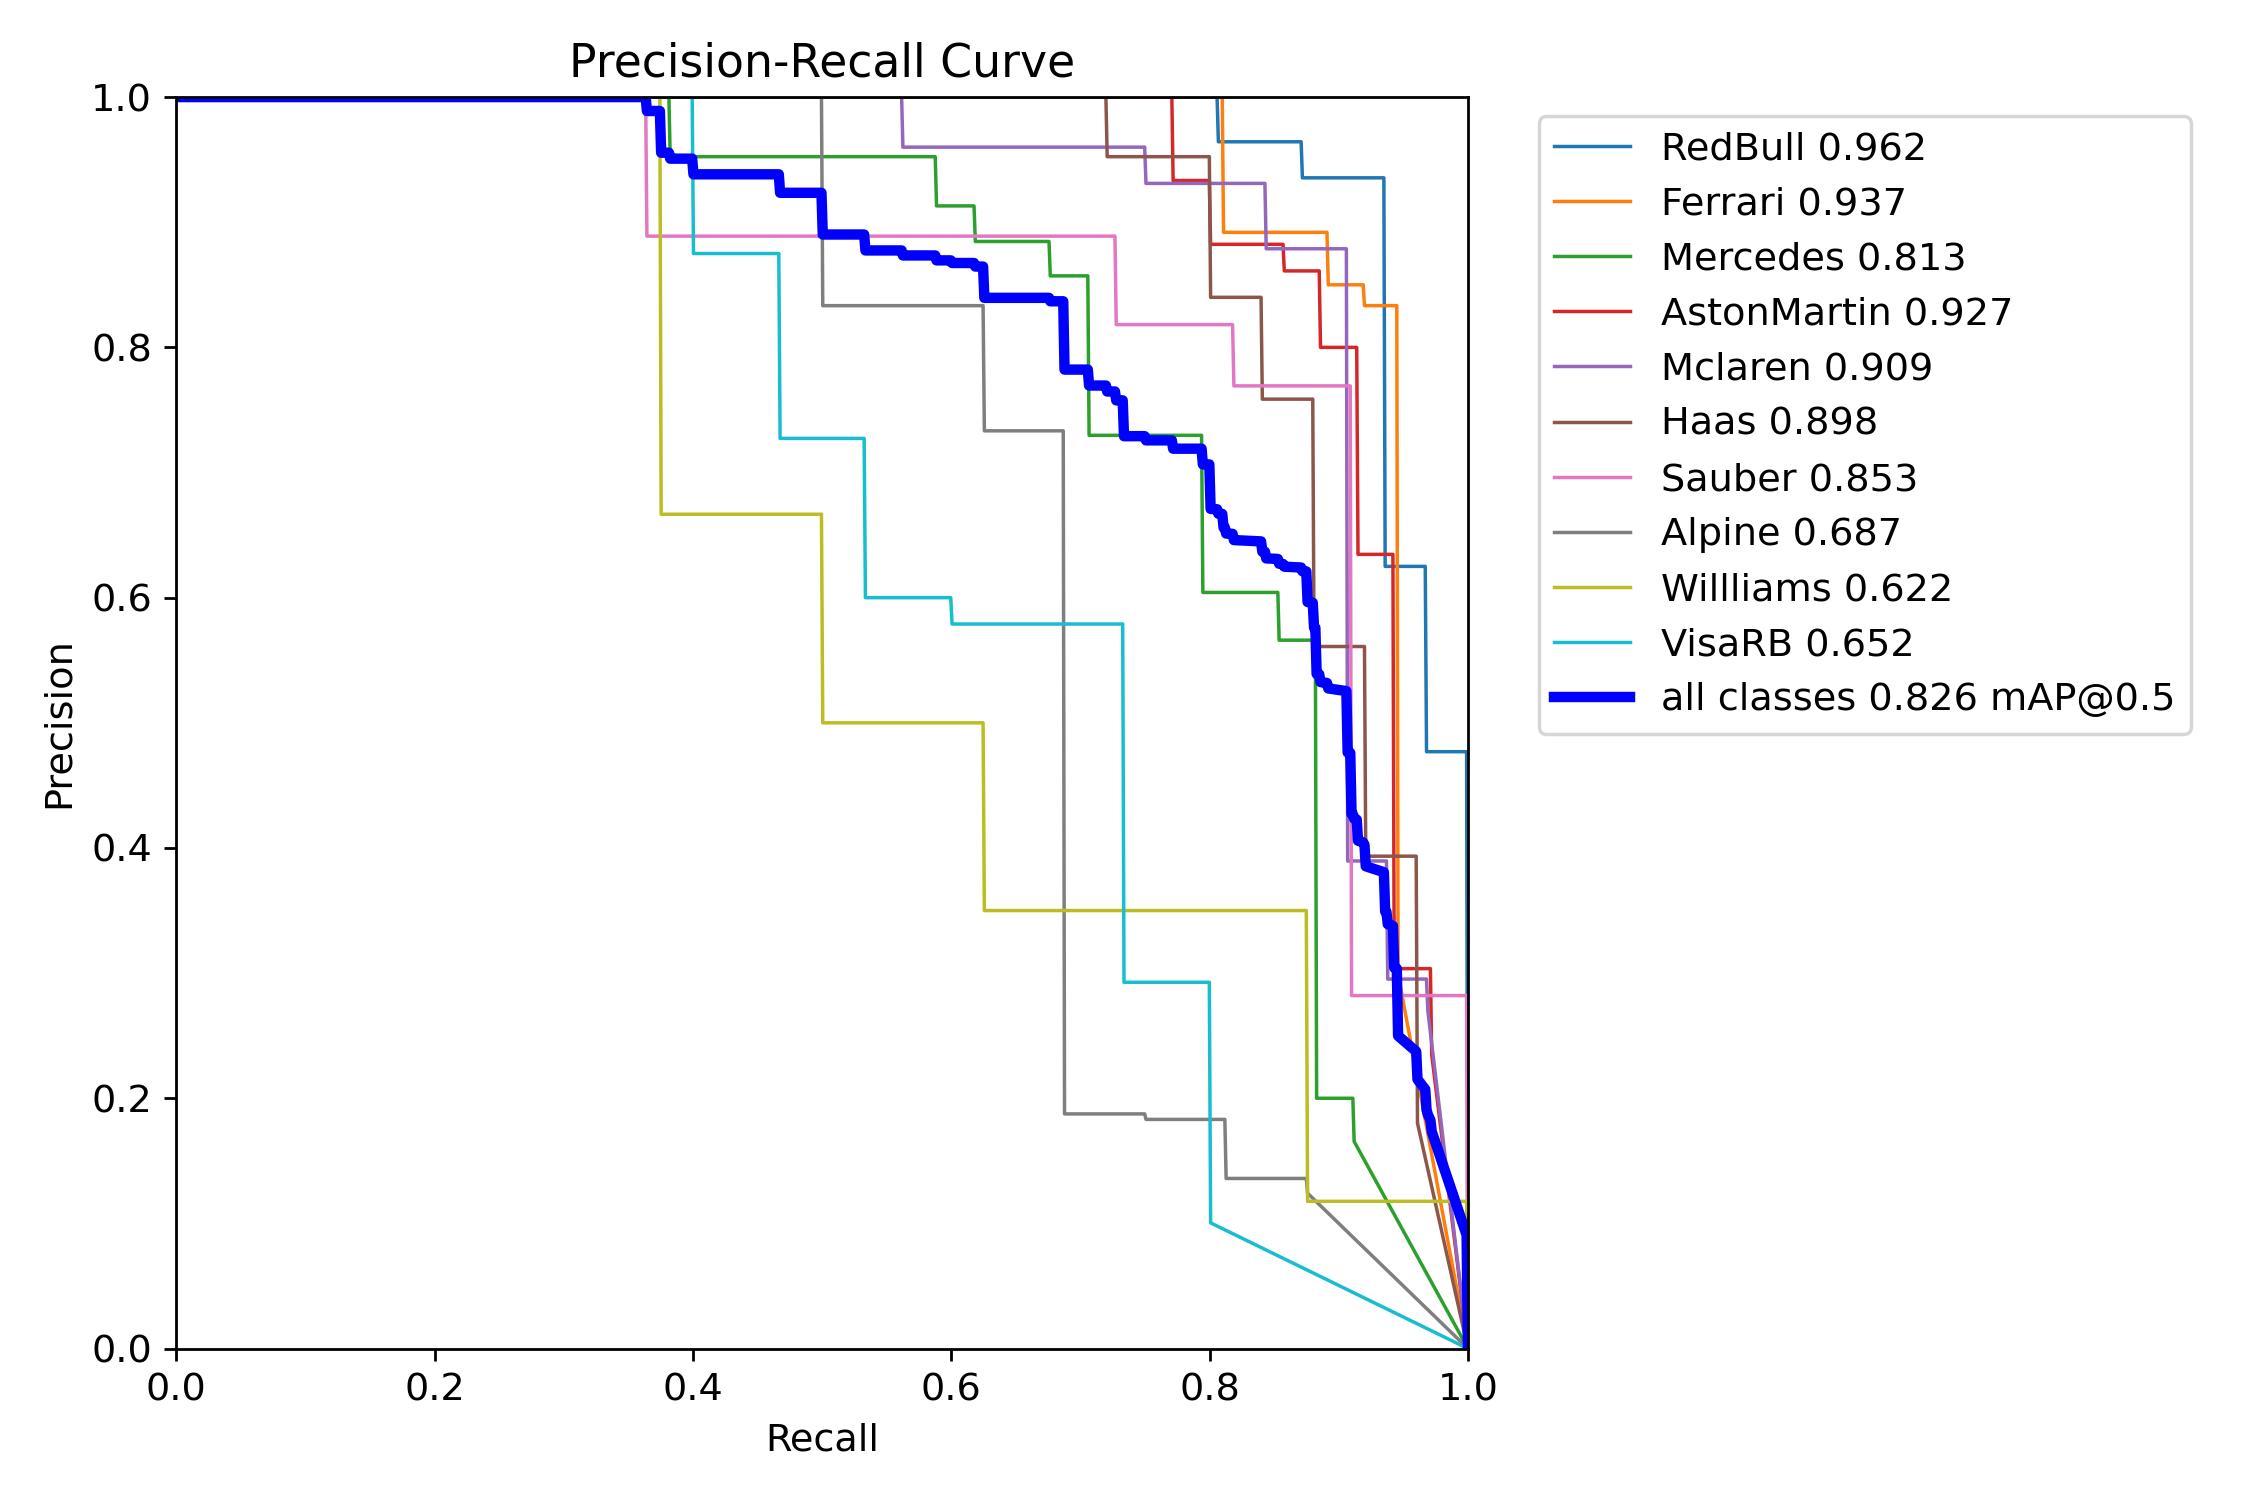 Precision-Recall Curve
1.0
0.8
0.6
0.4
0.2
0.0
Precision
0.0 0.2 0.4 0.6 0.8 1.0
Recall
RedBull 0.962
Ferrari 0.937
Mercedes 0.813
AstonMartin 0.927
Mclaren 0.909
Haas 0.898
Sauber 0.853
Alpine 0.687
Willliams 0.622
VisaRB 0.652
all classes 0.826 mAP@0.5